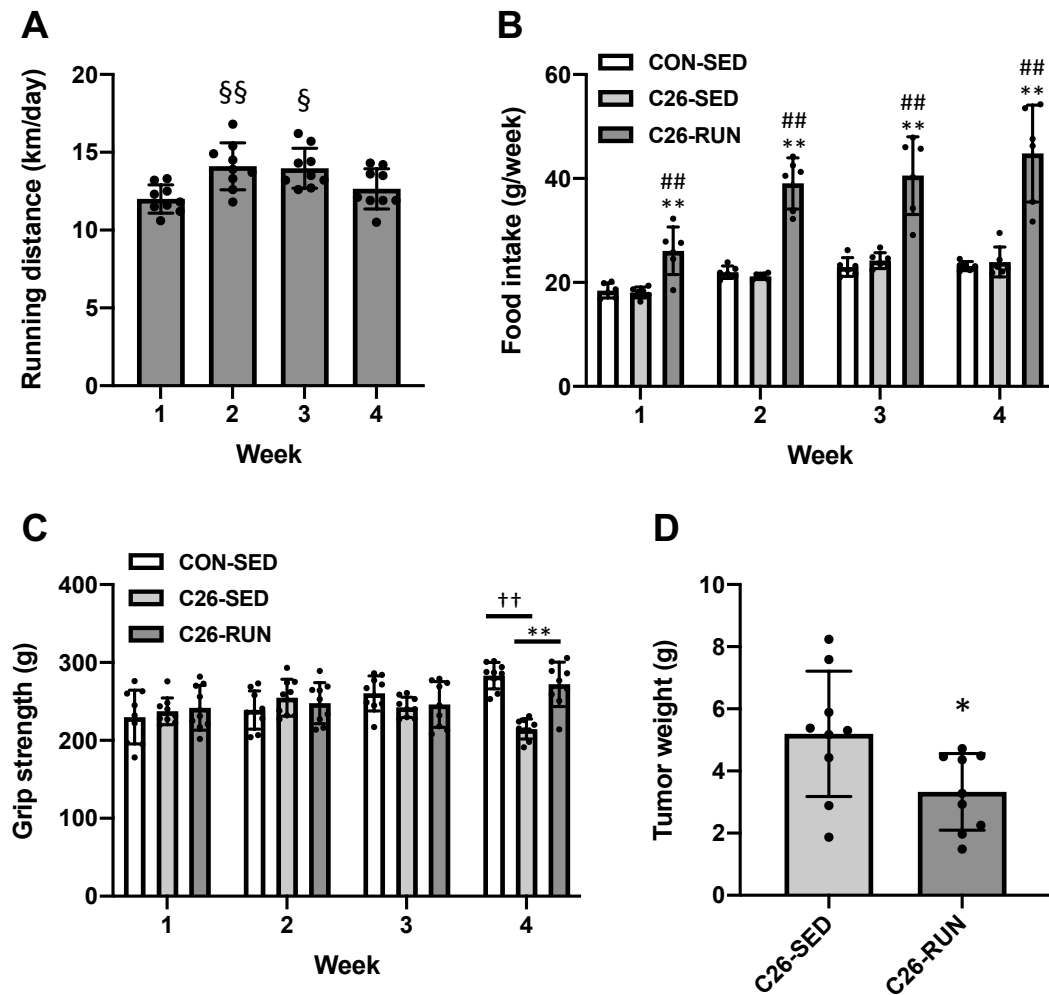 A
Running distance (km/day)
20
15
10
5
0
§§
§
1 2 3 4
Week
B
CON-SED
C26-SED
C26-RUN
Food intake (g/week)
60
40
20
0
##
**
##
**
##
**
##
**
1 2 3 4
Week
C
CON-SED
C26-SED
C26-RUN
Grip strength (g)
400
300
200
100
0
††
**
1 2 3 4
Week
D
Tumor weight (g)
10
8
6
4
2
0
*
C26-SED
C26-RUN